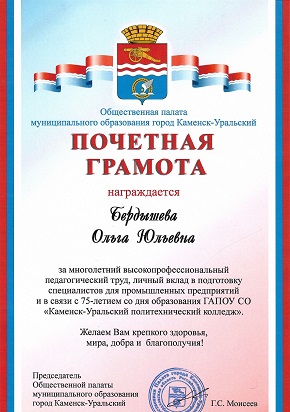 Общественная палата
муниципального образования город Каменск-Уральский
ПОЧЕТНАЯ
ГРАМОТА
награждается
Бердышева
Ольга Юльевна
за многолетний высокопрофессиональный
педагогический труд, личный вклад в подготовку
специалистов для промышленных предприятий
и в связи с 75-летием со дня образования ГАПОУ СО
«Каменск-Уральский политехнический колледж».
Желаем Вам крепкого здоровья,
мира, добра и благополучия!
Председатель
Общественной палаты
муниципального образования
город Каменск-Уральский
Г.С. Моисеев